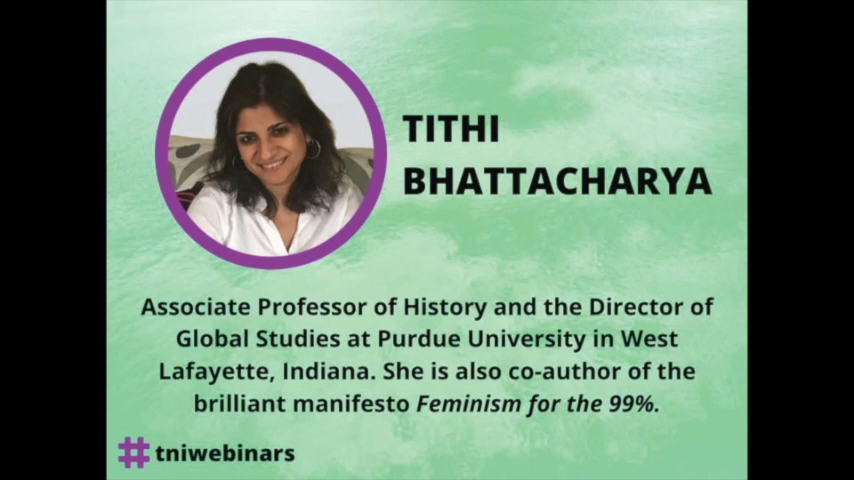 TITHI
BHATTACHARYA
Associate Professor of History and the Director of
Global Studies at Purdue University in West
Lafayette, Indiana. She is also co-author of the
brilliant manifesto Feminism for the 99%.
#tniwebinars